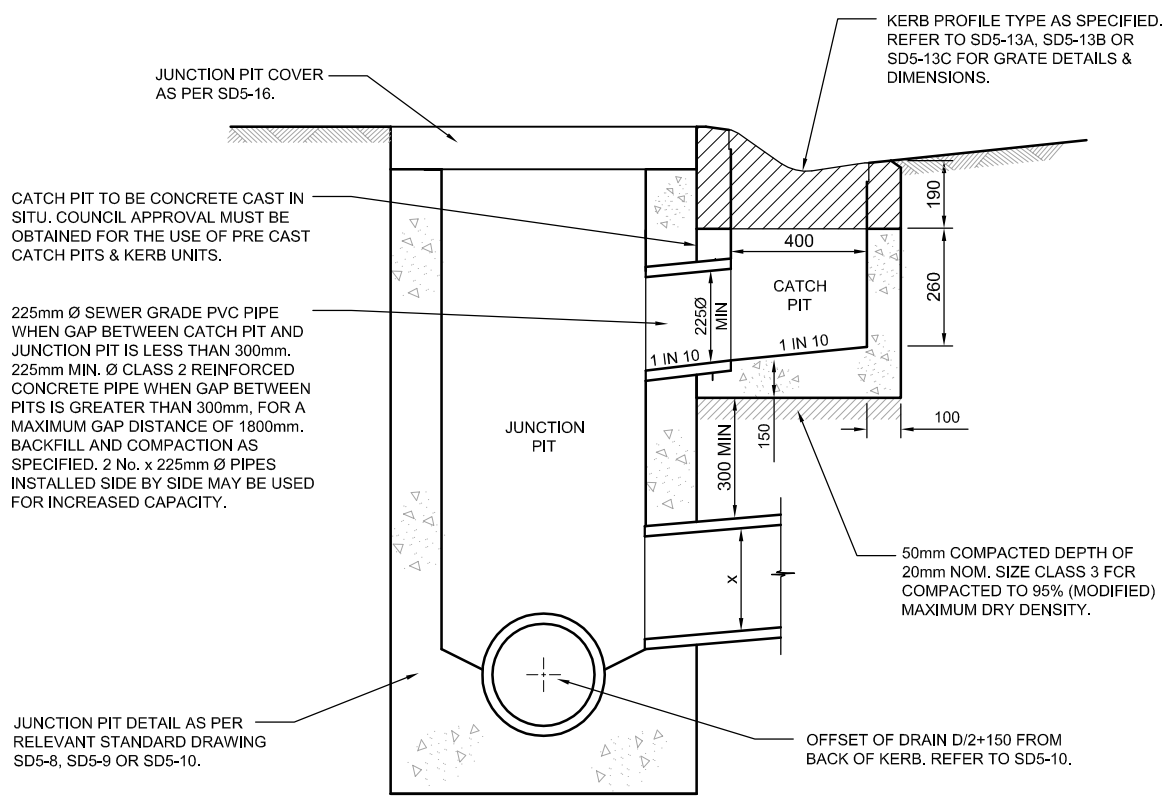 KERB PROFILE TYPE AS SPECIFIED.
REFER TO SD5-13A, SD5-13B OR
SD5-13C FOR GRATE DETAILS &
DIMENSIONS.
JUNCTION PIT COVER
AS PER SD5-16.
CATCH PIT TO BE CONCRETE CAST IN
SITU. COUNCIL APPROVAL MUST BE
OBTAINED FOR THE USE OF PRE CAST
CATCH PITS & KERB UNITS.
190
400
260
CATCH
PIT
225Ø
MIN
1 IN 10
1 IN 10
225mm Ø SEWER GRADE PVC PIPE
WHEN GAP BETWEEN CATCH PIT AND
JUNCTION PIT IS LESS THAN 300mm.
225mm MIN. Ø CLASS 2 REINFORCED
CONCRETE PIPE WHEN GAP BETWEEN
PITS IS GREATER THAN 300mm, FOR A
MAXIMUM GAP DISTANCE OF 1800mm.
BACKFILL AND COMPACTION AS
SPECIFIED. 2 No. x 225mm Ø PIPES
INSTALLED SIDE BY SIDE MAY BE USED
FOR INCREASED CAPACITY.
JUNCTION
PIT
300 MIN
150
100
x
50mm COMPACTED DEPTH OF
20mm NOM. SIZE CLASS 3 FCR
COMPACTED TO 95% (MODIFIED)
MAXIMUM DRY DENSITY.
JUNCTION PIT DETAIL AS PER
RELEVANT STANDARD DRAWING
SD5-8, SD5-9 OR SD5-10.
OFFSET OF DRAIN D/2+150 FROM
BACK OF KERB. REFER TO SD5-10.